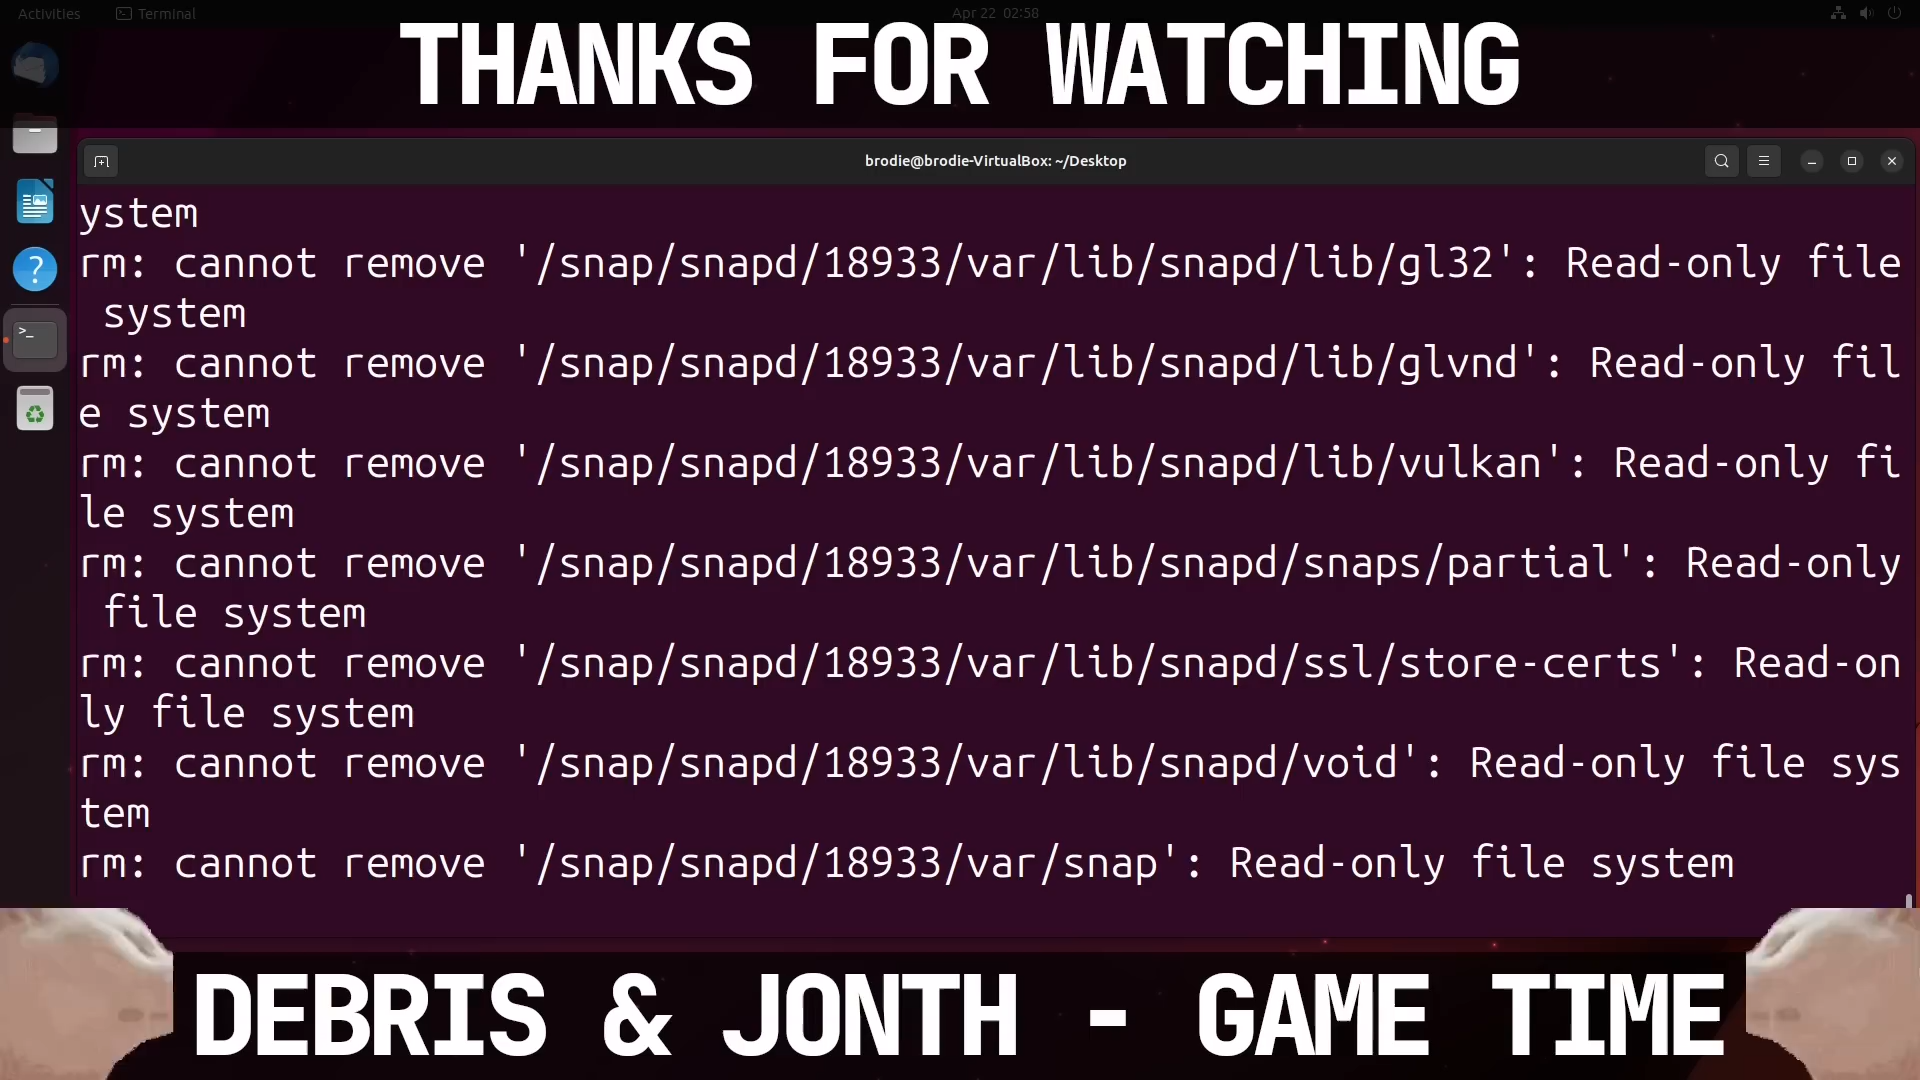 Activities
Terminal
Apr 22 02:58
THANKS FOR WATCHING
brodie@brodie-VirtualBox: ~/Desktop
ystem
rm: cannot remove '/snap/snapd/18933/var/lib/snapd/lib/gl32': Read-only file
 system
rm: cannot remove '/snap/snapd/18933/var/lib/snapd/lib/glvnd': Read-only fil
e system
rm: cannot remove '/snap/snapd/18933/var/lib/snapd/lib/vulkan': Read-only fi
le system
rm: cannot remove '/snap/snapd/18933/var/lib/snapd/snaps/partial': Read-only
 file system
rm: cannot remove '/snap/snapd/18933/var/lib/snapd/ssl/store-certs': Read-on
ly file system
rm: cannot remove '/snap/snapd/18933/var/lib/snapd/void': Read-only file sys
tem
rm: cannot remove '/snap/snapd/18933/var/snap': Read-only file system
DEBRIS & JONTH - GAME TIME